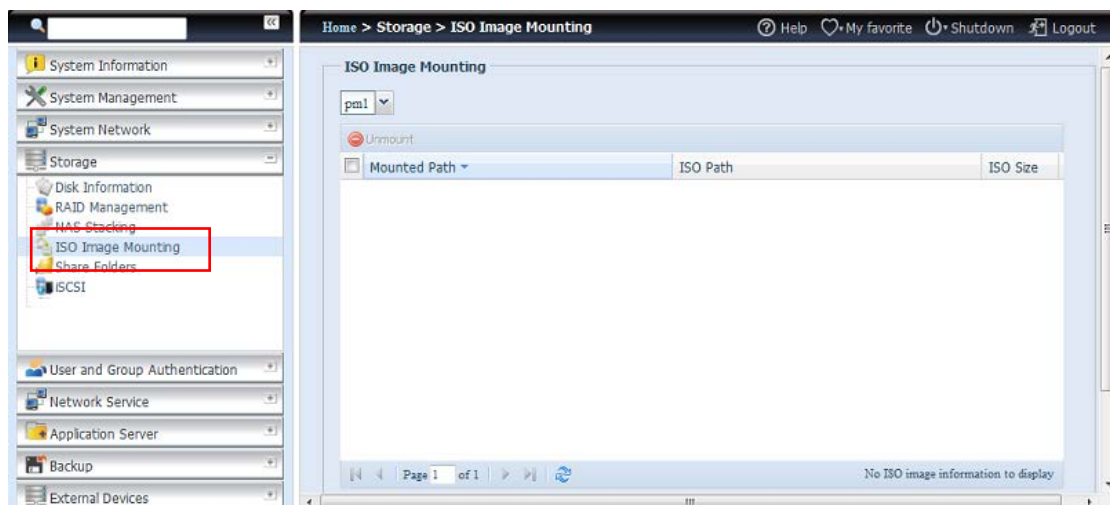 Home > Storage > ISO Image Mounting
Help
My favorite
Shutdown
Logout
System Information
System Management
System Network
Storage
Disk Information
RAID Management
NAS Stacking
ISO Image Mounting
Share Folders
iSCSI
User and Group Authentication
Network Service
Application Server
Backup
External Devices
ISO Image Mounting
pm1
Unmount
Mounted Path
ISO Path
ISO Size
Page 1 of 1
No ISO image information to display